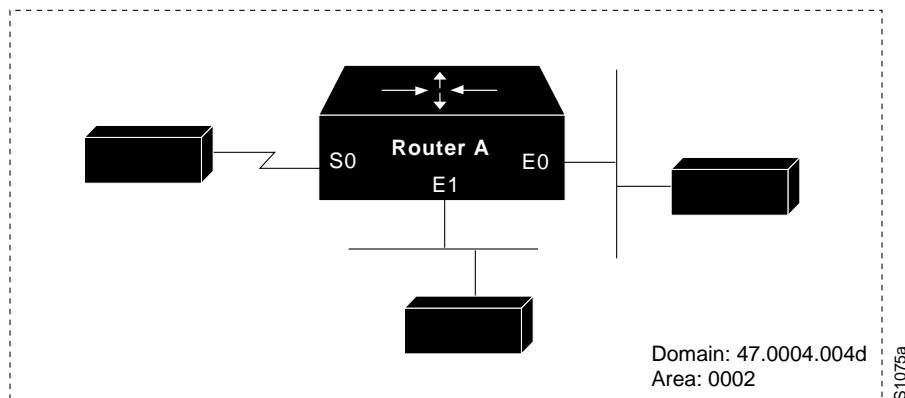 Router A
S0
E0
E1
Domain: 47.0004.004d
Area: 0002
S1075a